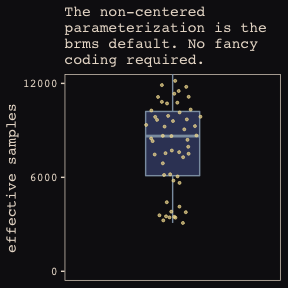 The non-centered
parameterization is the
brms default. No fancy
coding required.
12000
6000
0
effective samples